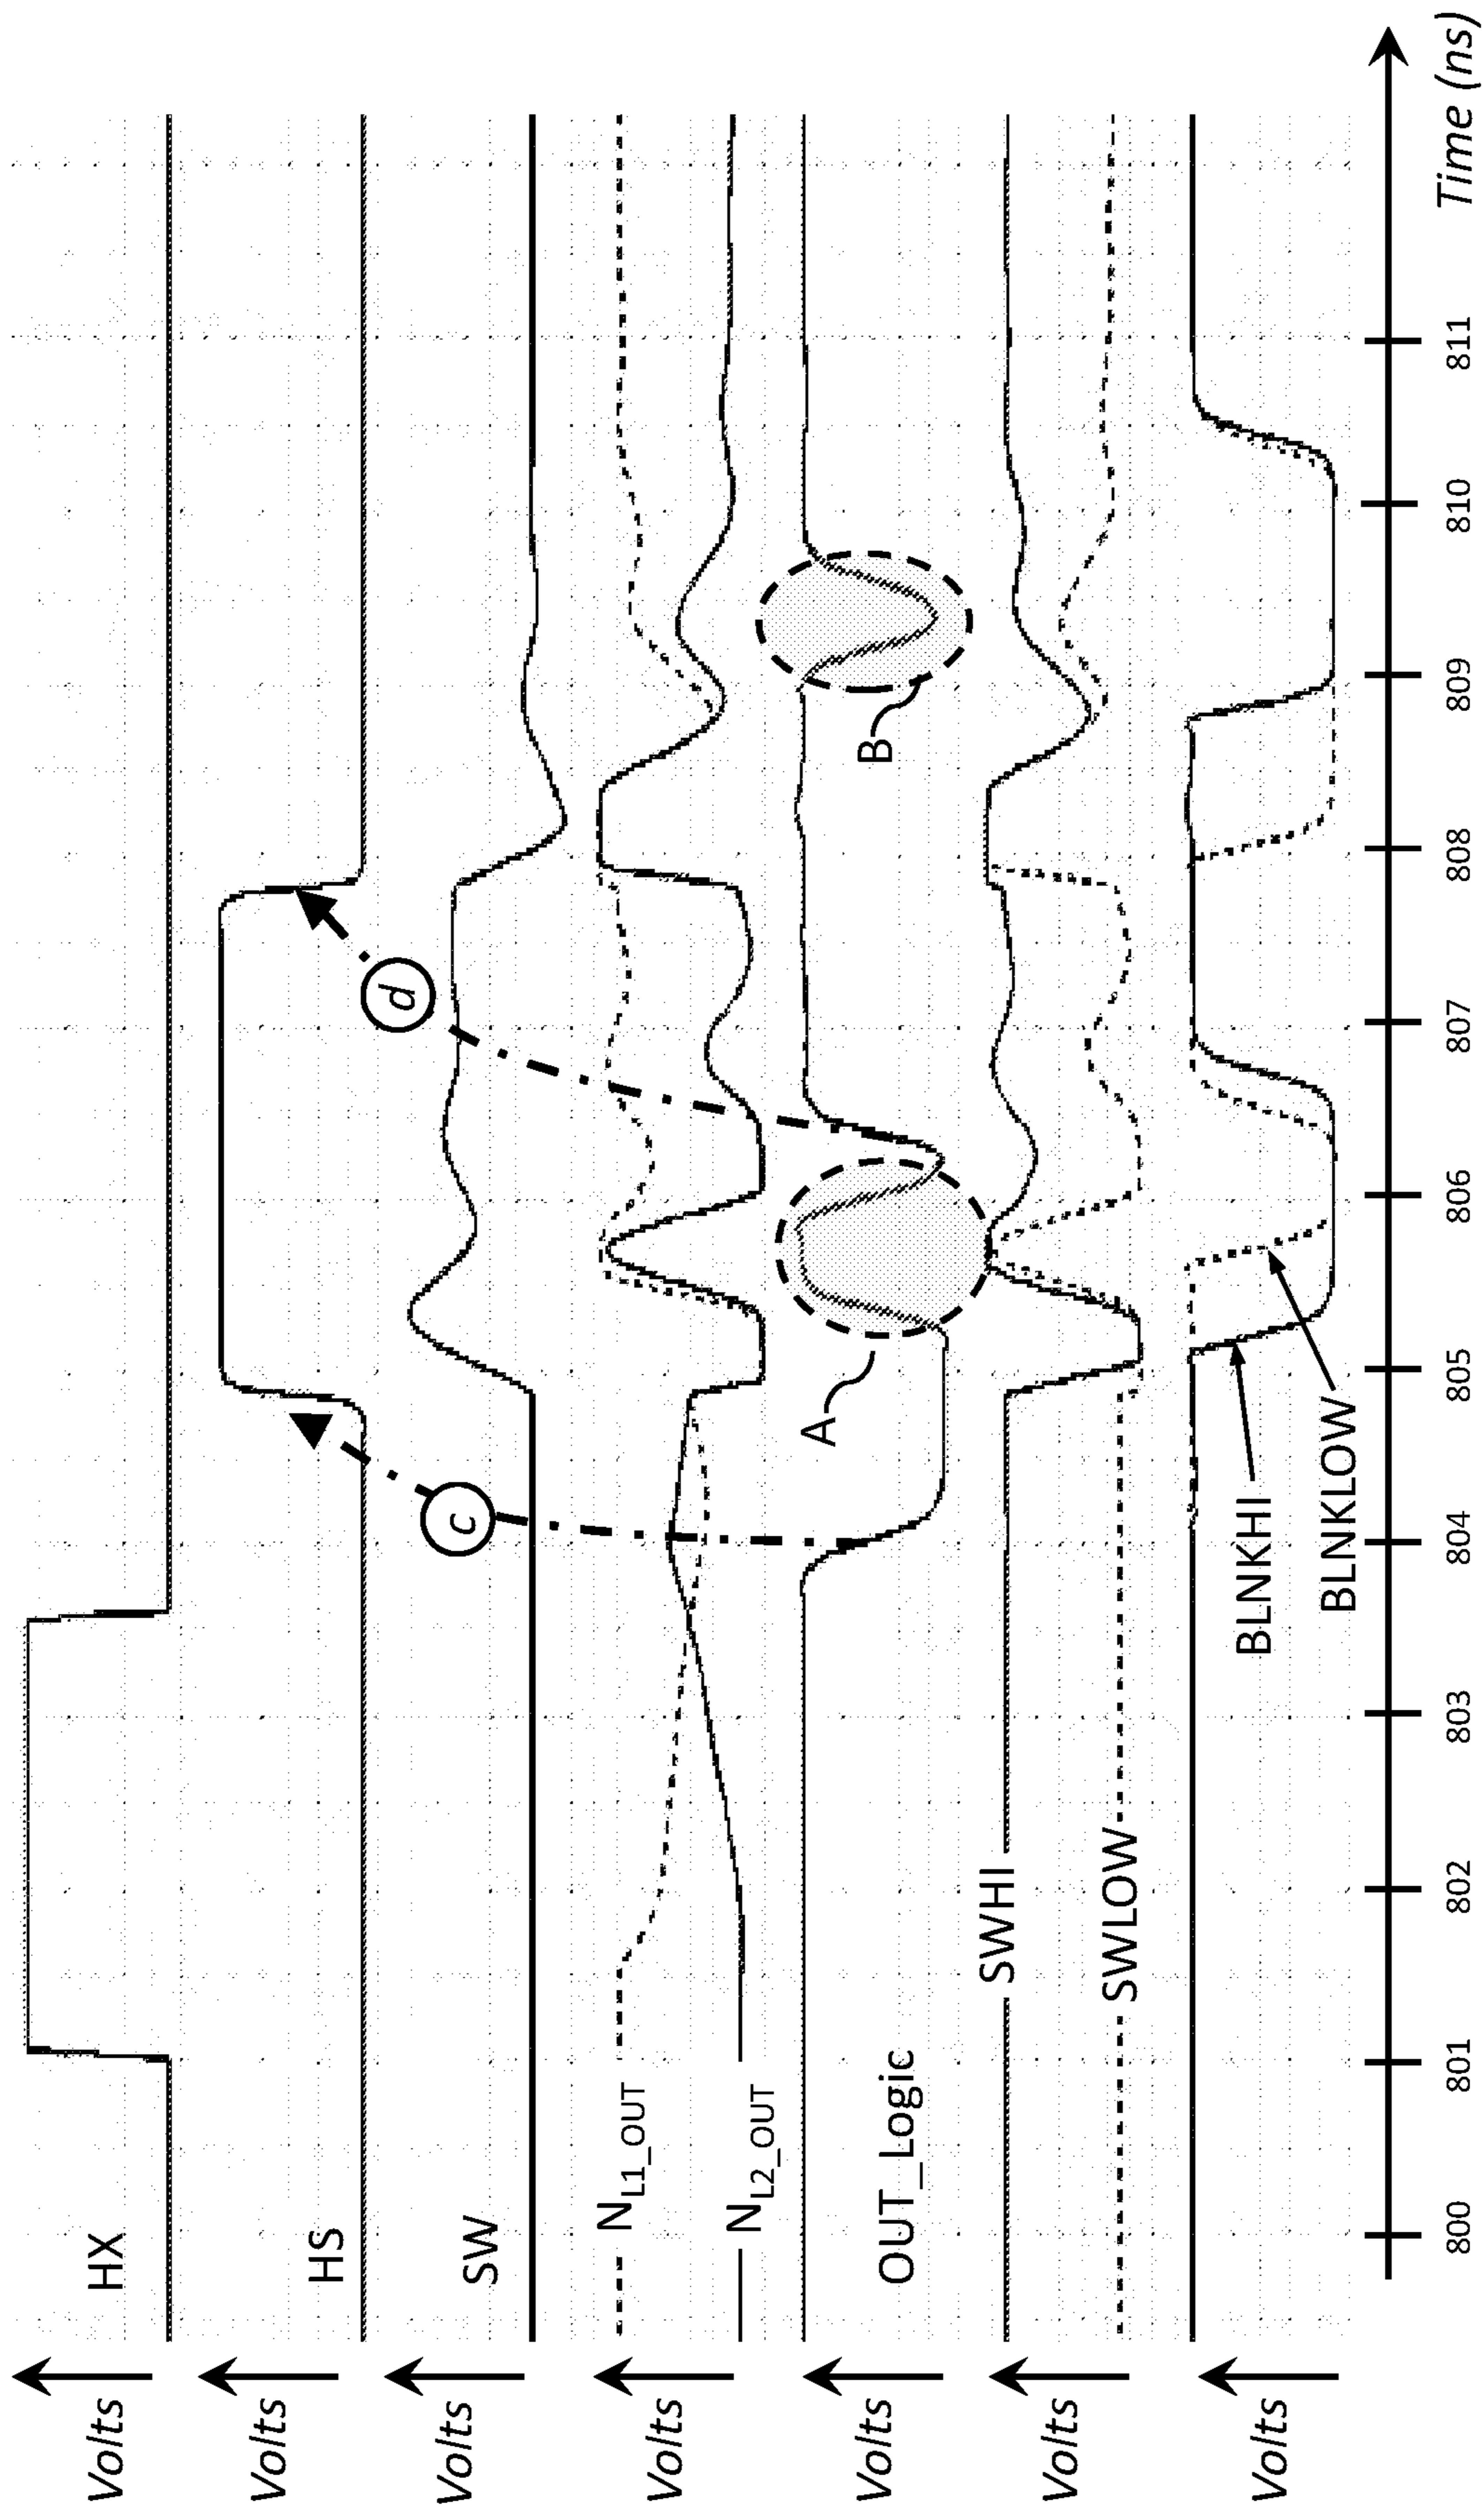 Volts
HX
Volts
HS
Volts
SW
Volts
N_L1_OUT
N_L2_OUT
c
d
Volts
OUT_Logic
A
B
Volts
SWHI
SWLOW
Volts
BLNKHI
BLNKLOW
800 801 802 803 804 805 806 807 808 809 810 811
Time (ns)